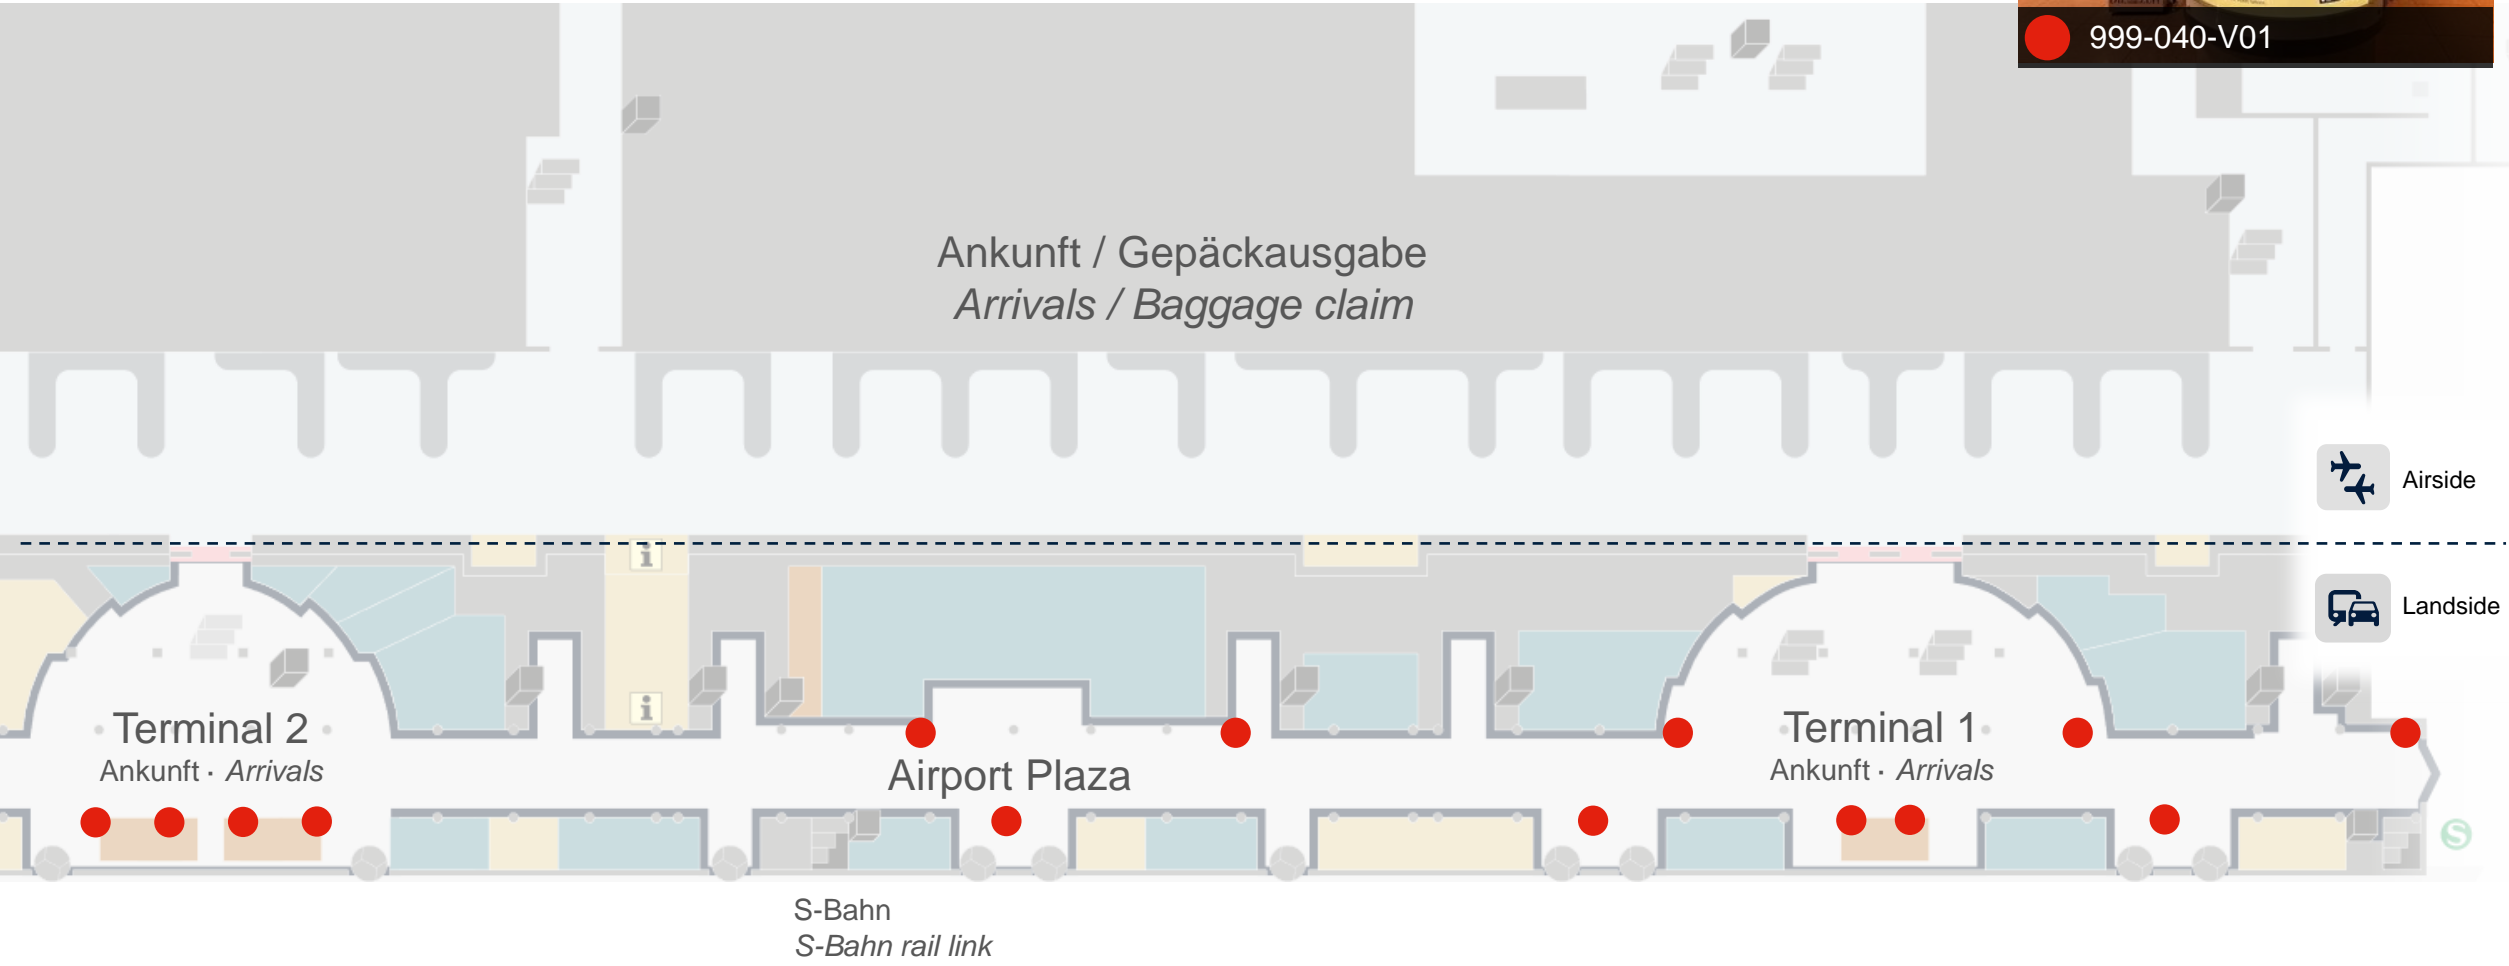 999-040-V01
Ankunft / Gepäckausgabe
Arrivals / Baggage claim
Airside
i
Landside
i
Terminal 2
Ankunft · Arrivals
Airport Plaza
Terminal 1
Ankunft · Arrivals
S
S-Bahn
S-Bahn rail link